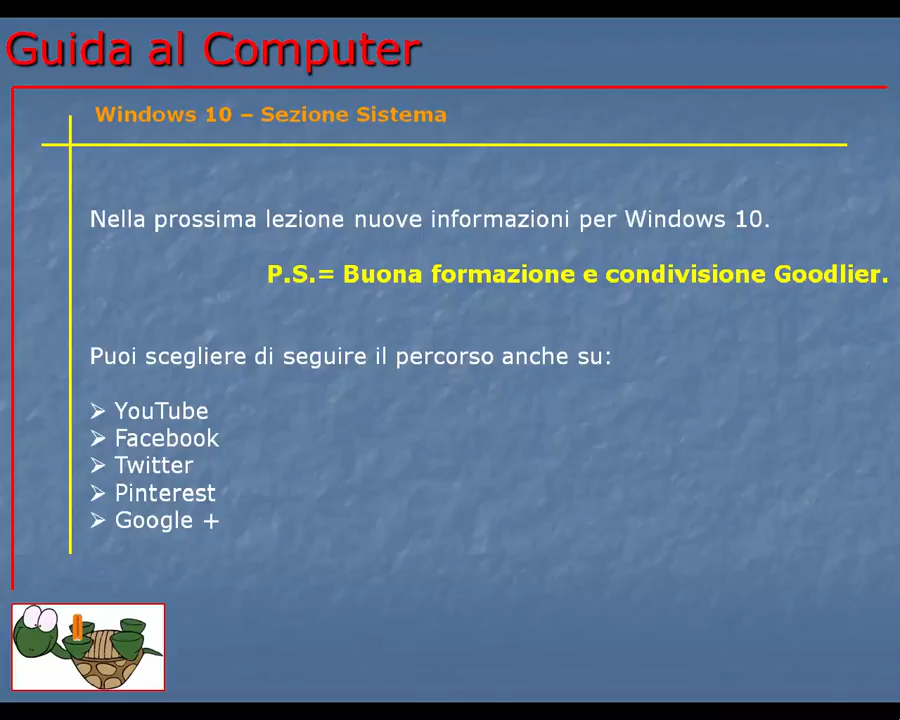 Guida al Computer
Windows 10 – Sezione Sistema
Nella prossima lezione nuove informazioni per Windows 10.
P.S.= Buona formazione e condivisione Goodlier.
Puoi scegliere di seguire il percorso anche su:
➢ YouTube
➢ Facebook
➢ Twitter
➢ Pinterest
➢ Google +